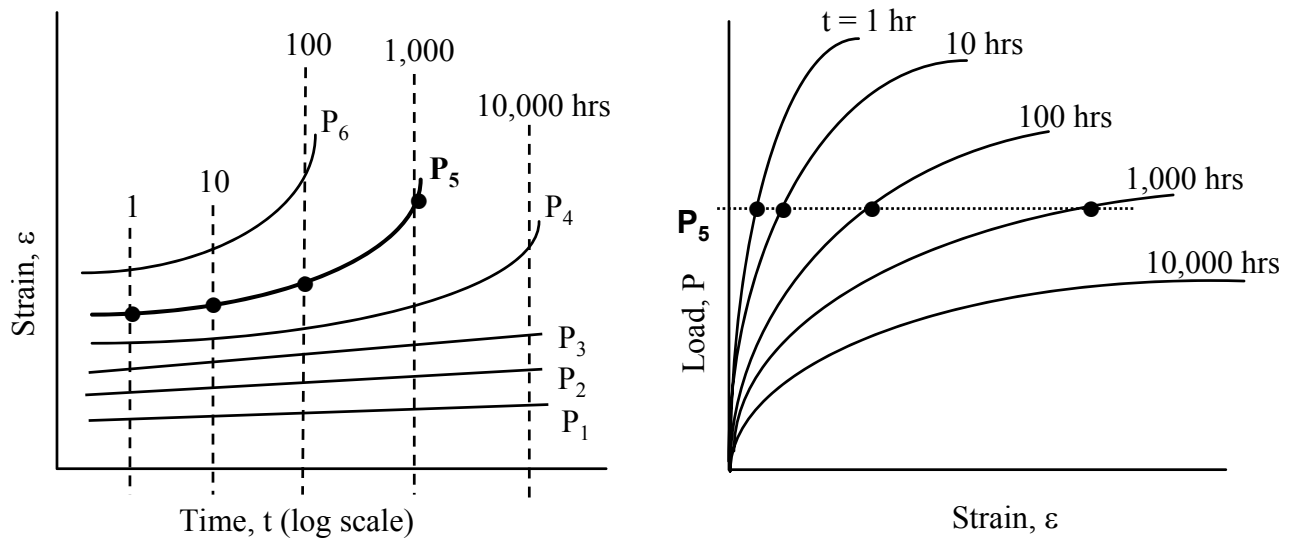 1
10
100
1,000
10,000 hrs
P₆
P₅
P₄
P₃
P₂
P₁
Strain, ε
Time, t (log scale)
t = 1 hr
10 hrs
100 hrs
1,000 hrs
10,000 hrs
P₅
Load, P
Strain, ε